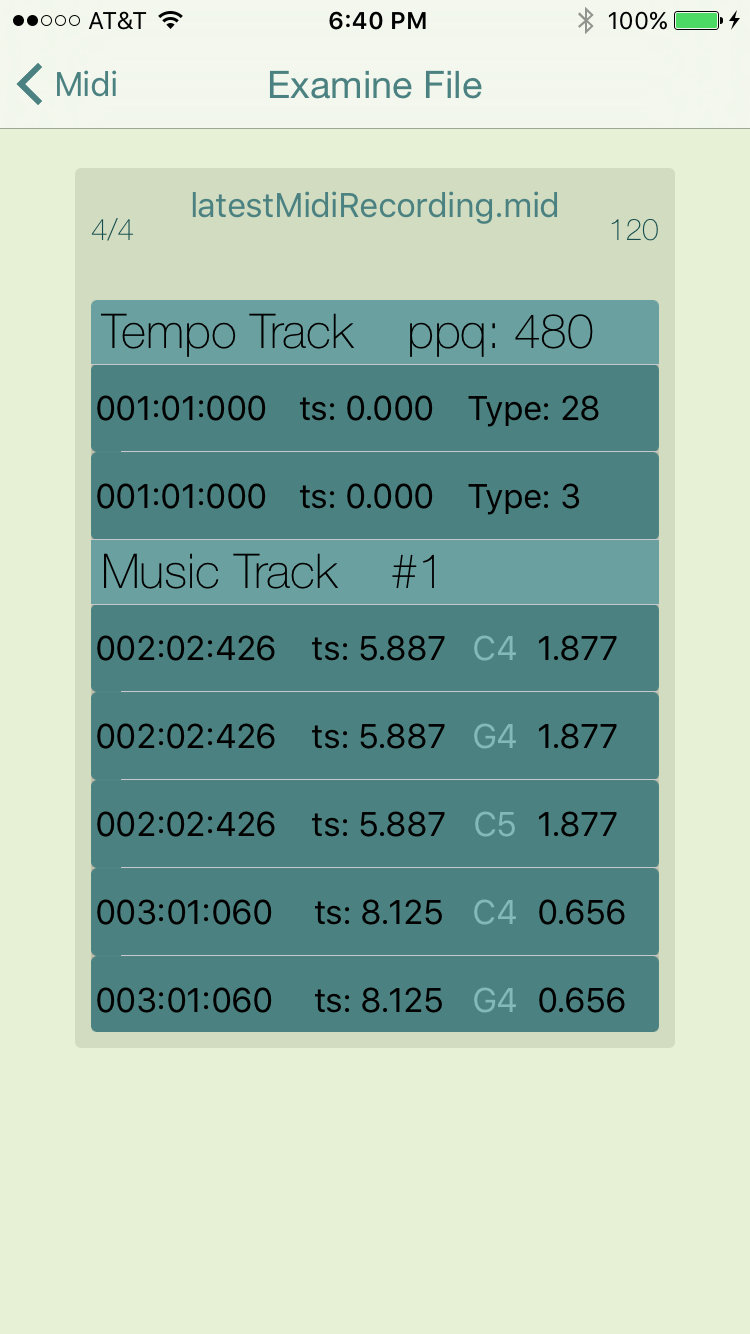 AT&T 6:40 PM 100%
Midi Examine File
latestMidiRecording.mid
4/4 120
Tempo Track ppq: 480
001:01:000 ts: 0.000 Type: 28
001:01:000 ts: 0.000 Type: 3
Music Track #1
002:02:426 ts: 5.887 C4 1.877
002:02:426 ts: 5.887 G4 1.877
002:02:426 ts: 5.887 C5 1.877
003:01:060 ts: 8.125 C4 0.656
003:01:060 ts: 8.125 G4 0.656